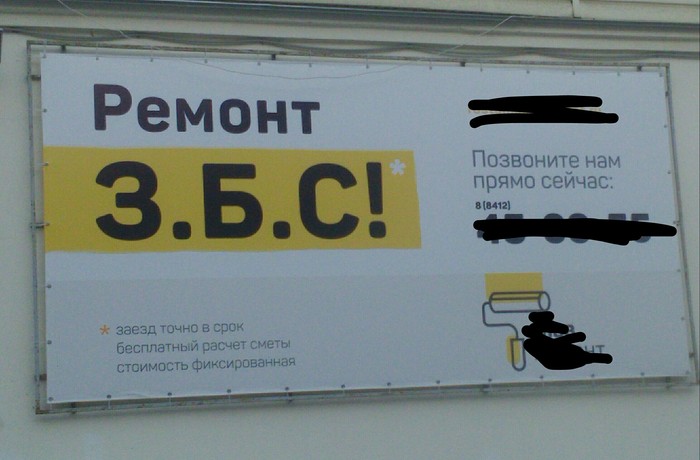 Ремонт
З.Б.С!*
* заезд точно в срок
бесплатный расчет сметы
стоимость фиксированная
Позвоните нам
прямо сейчас:
8 (8412)